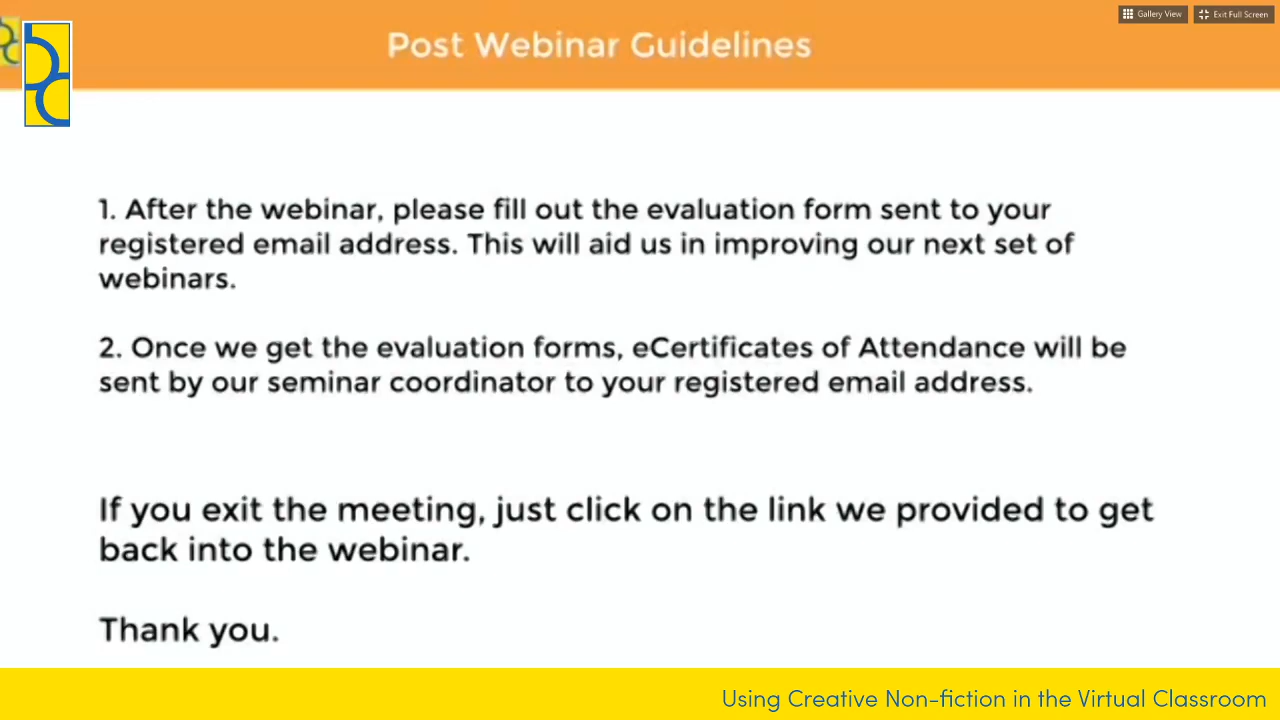 Gallery View
Exit Full Screen
Post Webinar Guidelines
1. After the webinar, please fill out the evaluation form sent to your
registered email address. This will aid us in improving our next set of
webinars.
2. Once we get the evaluation forms, eCertificates of Attendance will be
sent by our seminar coordinator to your registered email address.
If you exit the meeting, just click on the link we provided to get
back into the webinar.
Thank you.
Using Creative Non-fiction in the Virtual Classroom